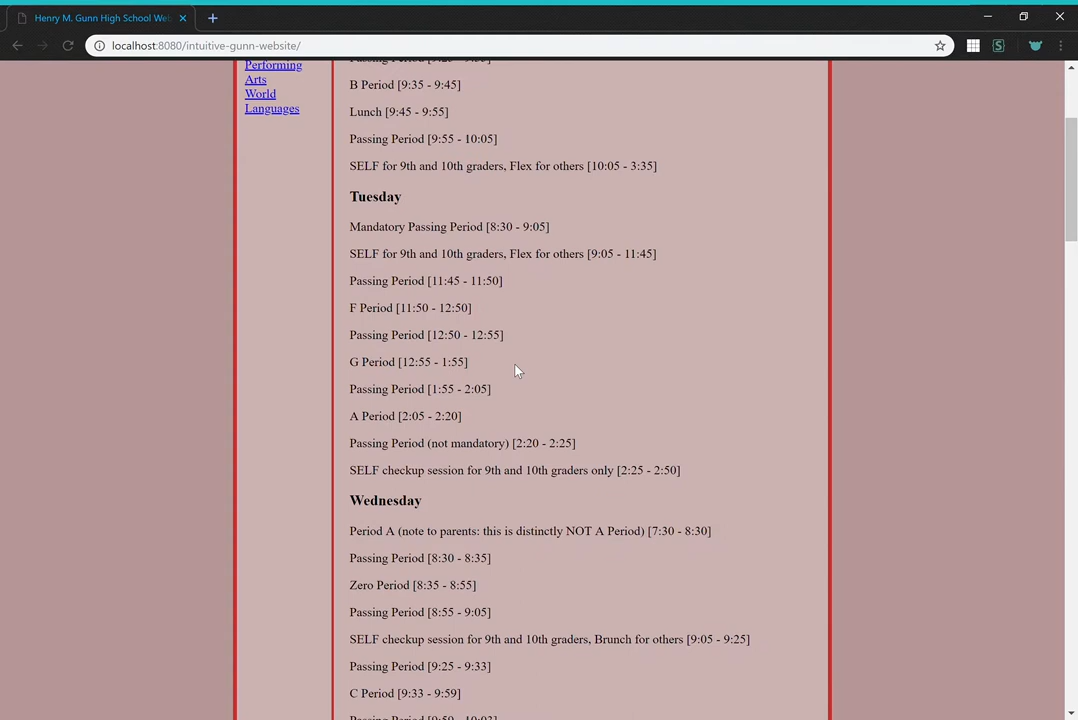 Henry M. Gunn High School Web
localhost:8080/intuitive-gunn-website/
S
Performing
Arts
World
Languages
B Period [9:35 - 9:45]
Lunch [9:45 - 9:55]
Passing Period [9:55 - 10:05]
SELF for 9th and 10th graders, Flex for others [10:05 - 3:35]
Tuesday
Mandatory Passing Period [8:30 - 9:05]
SELF for 9th and 10th graders, Flex for others [9:05 - 11:45]
Passing Period [11:45 - 11:50]
F Period [11:50 - 12:50]
Passing Period [12:50 - 12:55]
G Period [12:55 - 1:55]
Passing Period [1:55 - 2:05]
A Period [2:05 - 2:20]
Passing Period (not mandatory) [2:20 - 2:25]
SELF checkup session for 9th and 10th graders only [2:25 - 2:50]
Wednesday
Period A (note to parents: this is distinctly NOT A Period) [7:30 - 8:30]
Passing Period [8:30 - 8:35]
Zero Period [8:35 - 8:55]
Passing Period [8:55 - 9:05]
SELF checkup session for 9th and 10th graders, Brunch for others [9:05 - 9:25]
Passing Period [9:25 - 9:33]
C Period [9:33 - 9:59]
Passing Period [9:59 - 10:03]